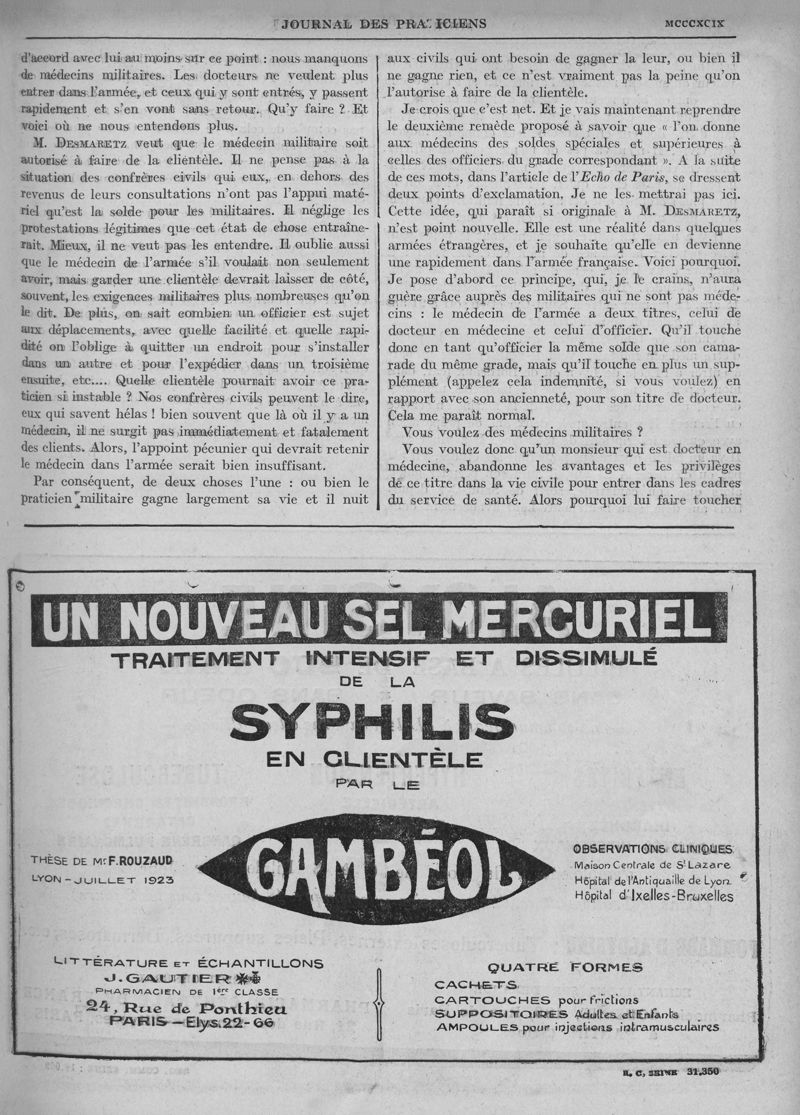 JOURNAL DES PRATICIENS
MCCCXCIX
d'accord avec lui au moins sur ce point : nous manquons
de médecins militaires. Les docteurs ne veulent plus
entrer dans l'armée, et ceux qui y sont entrés, y passent
rapidement et s'en vont sans retour. Qu'y faire ? Et
voici où ne nous entendons plus.
M. DESMARETZ veut que le médecin militaire soit
autorisé à faire de la clientèle. Il ne pense pas à la
situation des confrères civils qui eux, en dehors des
revenus de leurs consultations n'ont pas l'appui maté-
riel qu'est la solde pour les militaires. Il néglige les
protestations légitimes que cet état de chose entraîne-
rait. Mieux, il ne veut pas les entendre. Il oublie aussi
que le médecin de l'armée s'il voulait non seulement
avoir, mais garder une clientèle devrait laisser de côté,
souvent, les exigences militaires plus nombreuses qu'on
le dit. De plus, on sait combien un officier est sujet
aux déplacements, avec quelle facilité et quelle rapi-
dité on l'oblige à quitter un endroit pour s'installer
dans un autre et pour l'expédier dans un troisième
ensuite, etc.... Quelle clientèle pourrait avoir ce pra-
ticien si instable ? Nos confrères civils peuvent le dire,
eux qui savent hélas ! bien souvent que là où il y a un
médecin, il ne surgit pas immédiatement et fatalement
des clients. Alors, l'appoint pécunier qui devrait retenir
le médecin dans l'armée serait bien insuffisant.
Par conséquent, de deux choses l'une : ou bien le
praticien militaire gagne largement sa vie et il nuit
aux civils qui ont besoin de gagner la leur, ou bien il
ne gagne rien, et ce n'est vraiment pas la peine qu'on
l'autorise à faire de la clientèle.
Je crois que c'est net. Et je vais maintenant reprendre
le deuxième remède proposé à savoir que « l'on donne
aux médecins des soldes spéciales et supérieures à
celles des officiers du grade correspondant ». A la suite
de ces mots, dans l'article de l'Echo de Paris, se dressent
deux points d'exclamation. Je ne les mettrai pas ici.
Cette idée, qui paraît si originale à M. DESMARETZ,
n'est point nouvelle. Elle est une réalité dans quelques
armées étrangères, et je souhaite qu'elle en devienne
une rapidement dans l'armée française. Voici pourquoi.
Je pose d'abord ce principe, qui, je le crains, n'aura
guère grâce auprès des militaires qui ne sont pas méde-
cins : le médecin de l'armée a deux titres, celui de
docteur en médecine et celui d'officier. Qu'il touche
donc en tant qu'officier la même solde que son cama-
rade du même grade, mais qu'il touche en plus un sup-
plément (appelez cela indemnité, si vous voulez) en
rapport avec son ancienneté, pour son titre de docteur.
Cela me paraît normal.
Vous voulez des médecins militaires ?
Vous voulez donc qu'un monsieur qui est docteur en
médecine, abandonne les avantages et les privilèges
de ce titre dans la vie civile pour entrer dans les cadres
du service de santé. Alors pourquoi lui faire toucher
UN NOUVEAU SEL MERCURIEL
TRAITEMENT INTENSIF ET DISSIMULÉ
DE LA
SYPHILIS
EN CLIENTÈLE
PAR LE
GAMBÉOL
THÈSE DE Mr F. ROUZAUD
LYON – JUILLET 1923
OBSERVATIONS CLINIQUES
Maison Centrale de St Lazare
Hôpital de l'Antiquaille de Lyon
Hôpital d'Ixelles-Bruxelles
LITTÉRATURE ET ÉCHANTILLONS
J. GAUTIER
PHARMACIEN DE 1ère CLASSE
24, Rue de Ponthieu
PARIS – Elys. 22-66
QUATRE FORMES
CACHETS
CARTOUCHES pour frictions
SUPPOSITOIRES Adultes et Enfants
AMPOULES pour injections intramusculaires
R. C. SEINE 31,350